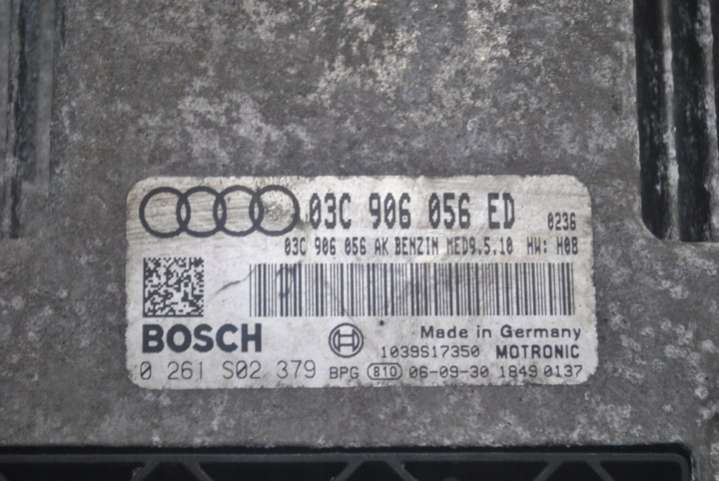 03C 906 056 ED 0236
03C 906 056 AK BENZIN MED9.5.10 HW: H0B
BOSCH Made in Germany
1039S17350 MOTRONIC
0 261 S02 379 BPG 810 06-09-30 1849 0137